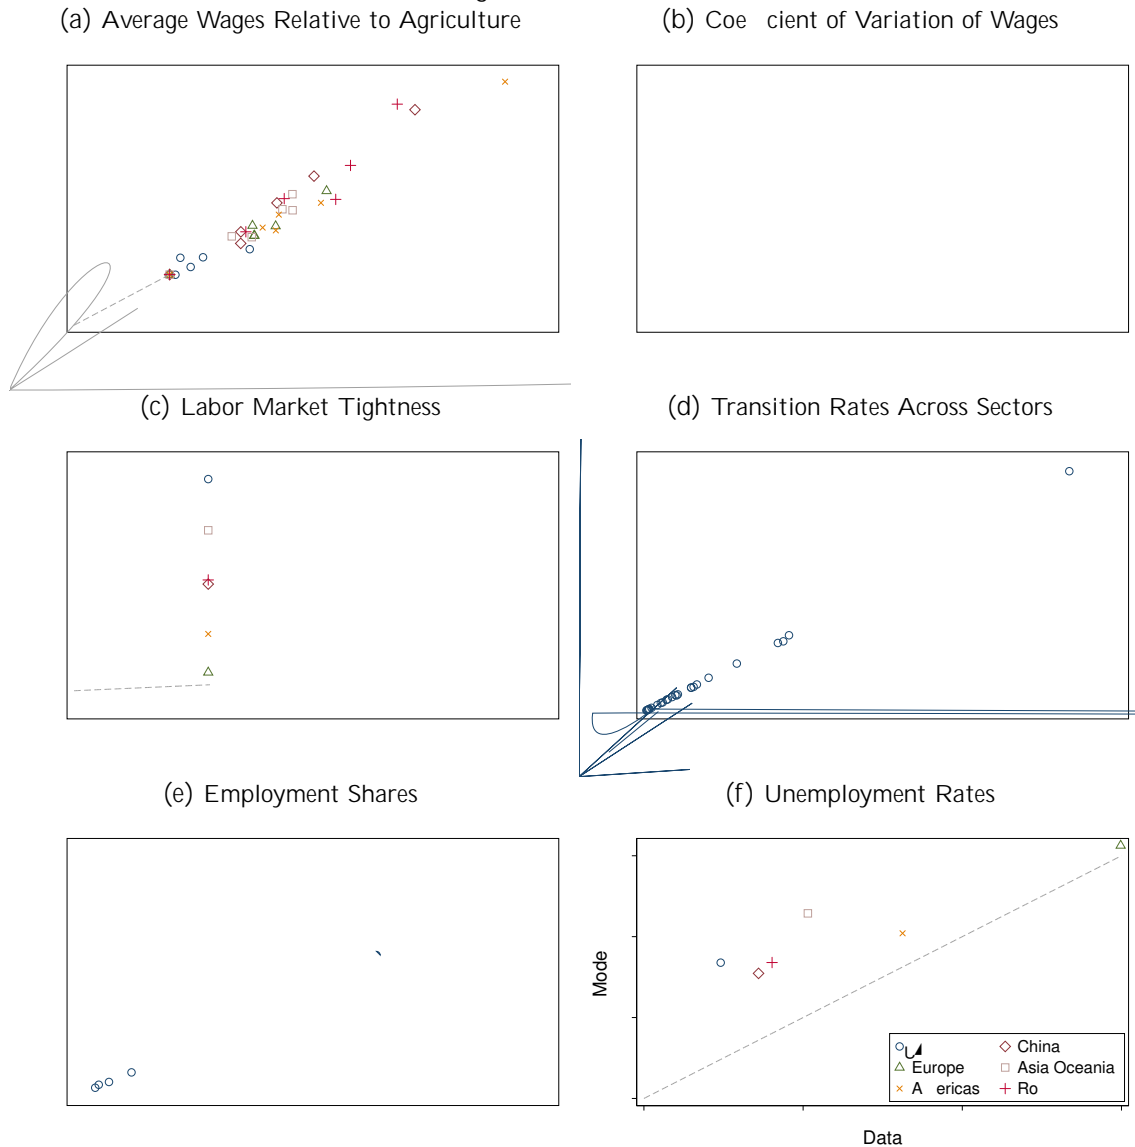 (a) Average Wages Relative to Agriculture
(b) Coe cient of Variation of Wages
(c) Labor Market Tightness
(d) Transition Rates Across Sectors
(e) Employment Shares
(f) Unemployment Rates
Mode
China
Europe
Asia Oceania
A ericas
Ro
Data